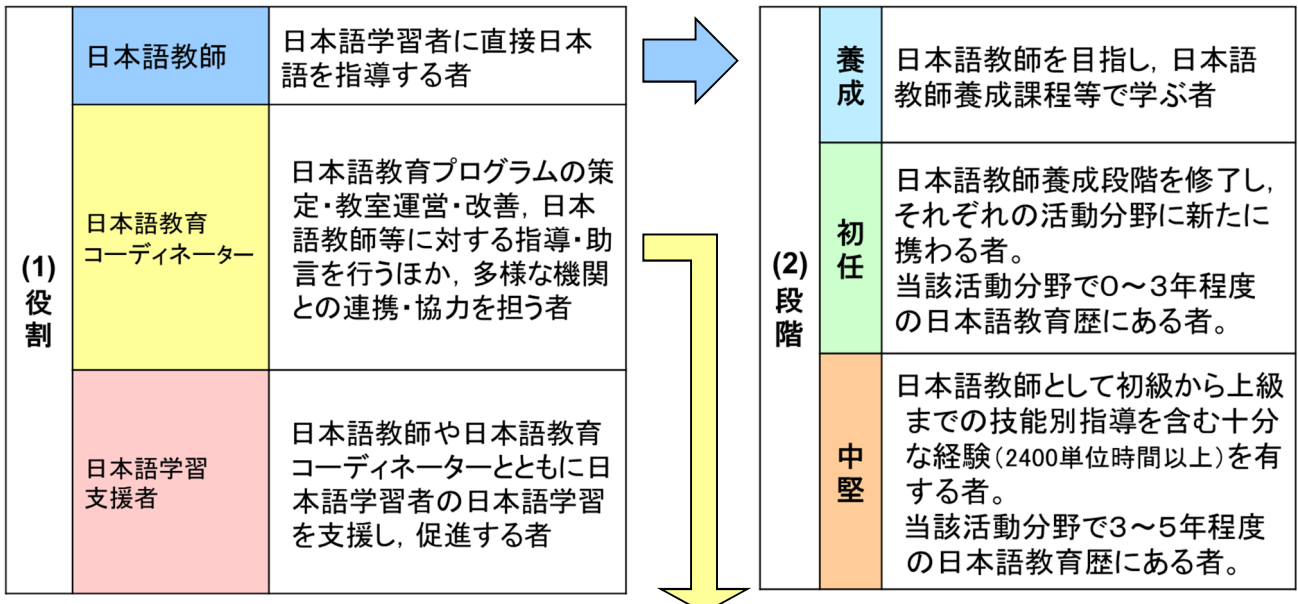 (1)
役
割
日本語教師
日本語学習者に直接日本
語を指導する者
日本語教育
コーディネーター
日本語教育プログラムの策
定・教室運営・改善，日本
語教師等に対する指導・助
言を行うほか，多様な機関
との連携・協力を担う者
日本語学習
支援者
日本語教師や日本語教育
コーディネーターとともに日
本語学習者の日本語学習
を支援し，促進する者
(2)
段
階
養
成
日本語教師を目指し，日本語
教師養成課程等で学ぶ者
初
任
日本語教師養成段階を修了し，
それぞれの活動分野に新たに
携わる者。
当該活動分野で０～３年程度
の日本語教育歴にある者。
中
堅
日本語教師として初級から上級
までの技能別指導を含む十分
な経験（2400単位時間以上）を有
する者。
当該活動分野で３～５年程度
の日本語教育歴にある者。